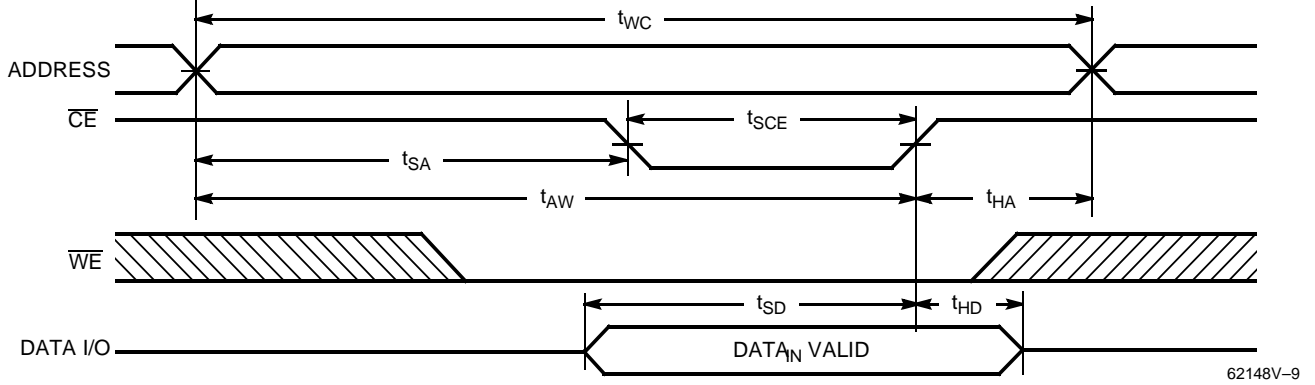 tWC
ADDRESS
CE
tSCE
tSA
tAW
tHA
WE
tSD
tHD
DATA I/O
DATAIN VALID
62148V–9